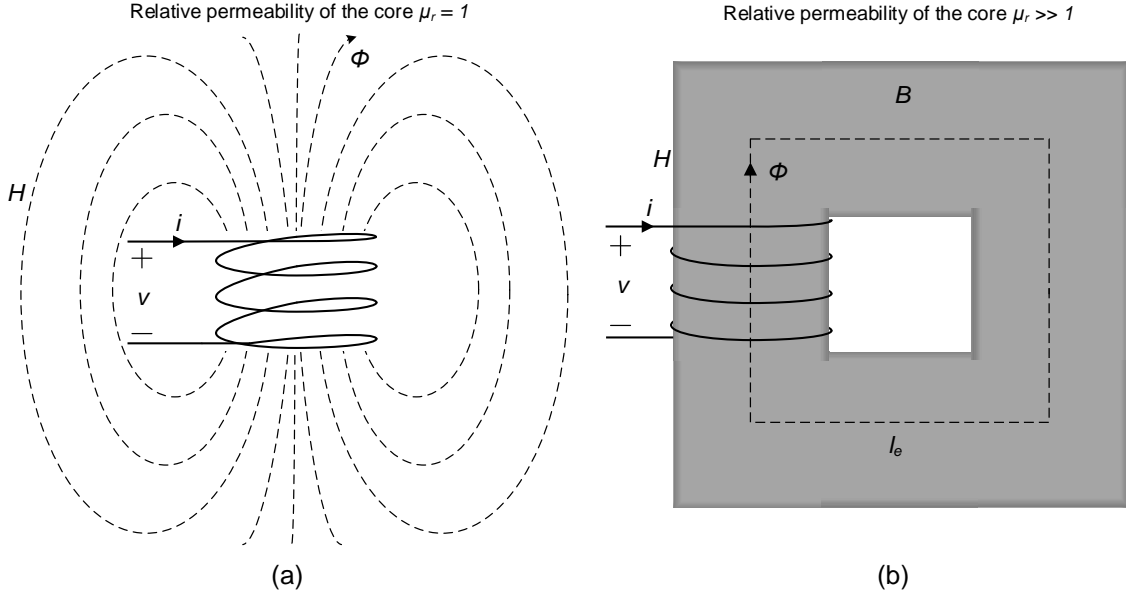 Relative permeability of the core μr = 1
Φ
H
i
+
v
−
(a)
Relative permeability of the core μr >> 1
B
H
Φ
i
+
v
−
le
(b)